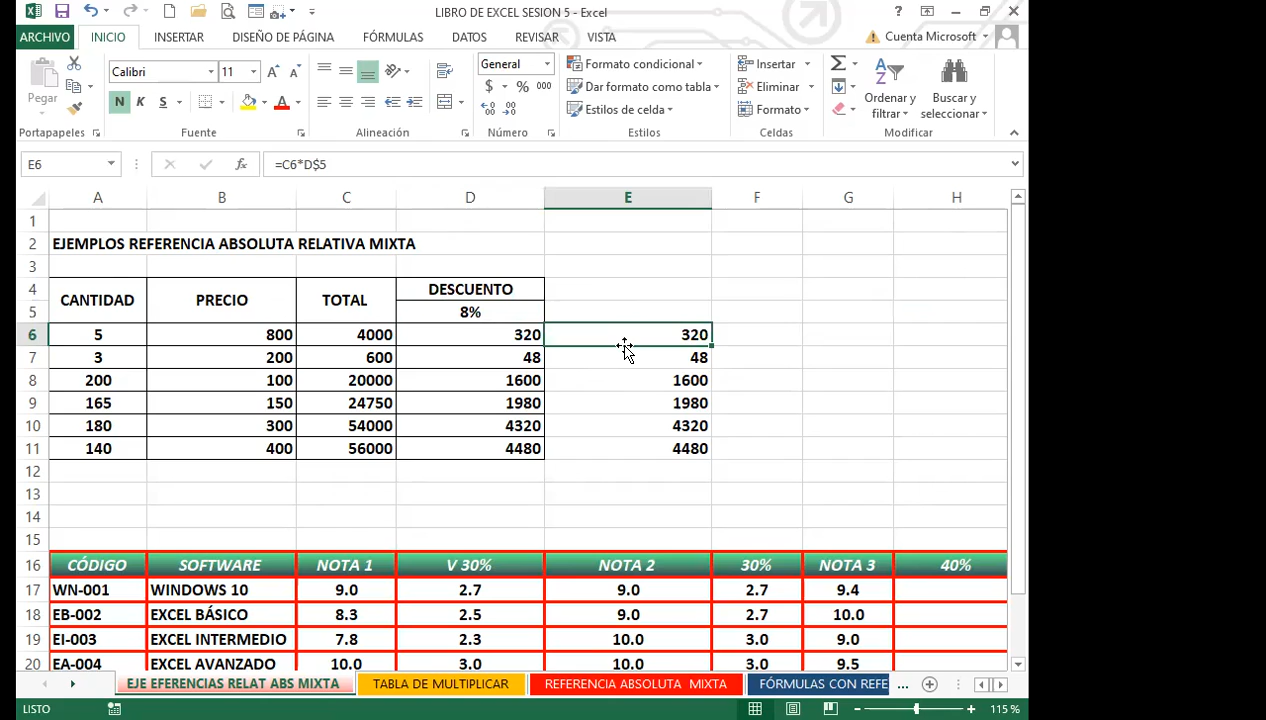 LIBRO DE EXCEL SESION 5 - Excel
ARCHIVO INICIO INSERTAR DISEÑO DE PÁGINA FÓRMULAS DATOS REVISAR VISTA Cuenta Microsoft
Pegar Calibri 11 General Formato condicional Insertar
N K S $ % 000 Dar formato como tabla Eliminar Ordenar y filtrar Buscar y seleccionar
Estilos de celda Formato
Portapapeles Fuente Alineación Número Estilos Celdas Modificar
E6 fx =C6*D$5
A B C D E F G H
1
2 EJEMPLOS REFERENCIA ABSOLUTA RELATIVA MIXTA
3
4 CANTIDAD PRECIO TOTAL DESCUENTO
5 8%
6 5 800 4000 320 320
7 3 200 600 48 48
8 200 100 20000 1600 1600
9 165 150 24750 1980 1980
10 180 300 54000 4320 4320
11 140 400 56000 4480 4480
12
13
14
15
16 CÓDIGO SOFTWARE NOTA 1 V 30% NOTA 2 30% NOTA 3 40%
17 WN-001 WINDOWS 10 9.0 2.7 9.0 2.7 9.4
18 EB-002 EXCEL BÁSICO 8.3 2.5 9.0 2.7 10.0
19 EI-003 EXCEL INTERMEDIO 7.8 2.3 10.0 3.0 9.0
20 EA-004 EXCEL AVANZADO 10.0 3.0 10.0 3.0 9.5
EJE EFERENCIAS RELAT ABS MIXTA TABLA DE MULTIPLICAR REFERENCIA ABSOLUTA MIXTA FÓRMULAS CON REFE ...
LISTO 115 %